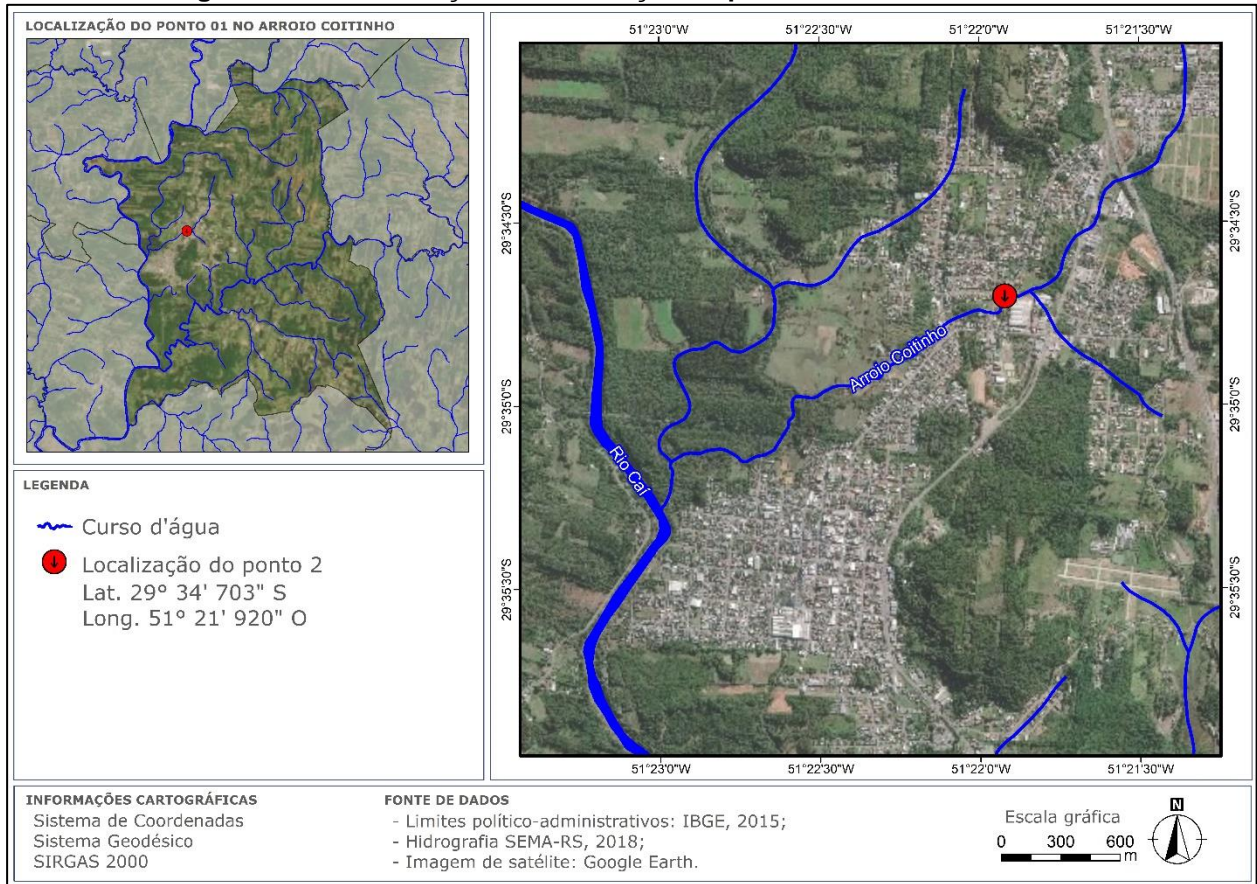 LOCALIZAÇÃO DO PONTO 01 NO ARROIO COITINHO
LEGENDA
Curso d'água
Localização do ponto 2
Lat. 29° 34' 703" S
Long. 51° 21' 920" O
51°23'0"W
51°22'30"W
51°22'0"W
51°21'30"W
29°34'30"S
29°35'0"S
29°35'30"S
Arroio Coitinho
Rio Caí
29°34'30"S
29°35'0"S
29°35'30"S
51°23'0"W
51°22'30"W
51°22'0"W
51°21'30"W
INFORMAÇÕES CARTOGRÁFICAS
Sistema de Coordenadas
Sistema Geodésico
SIRGAS 2000
FONTE DE DADOS
- Limites político-administrativos: IBGE, 2015;
- Hidrografia SEMA-RS, 2018;
- Imagem de satélite: Google Earth.
Escala gráfica
0 300 600
m
N